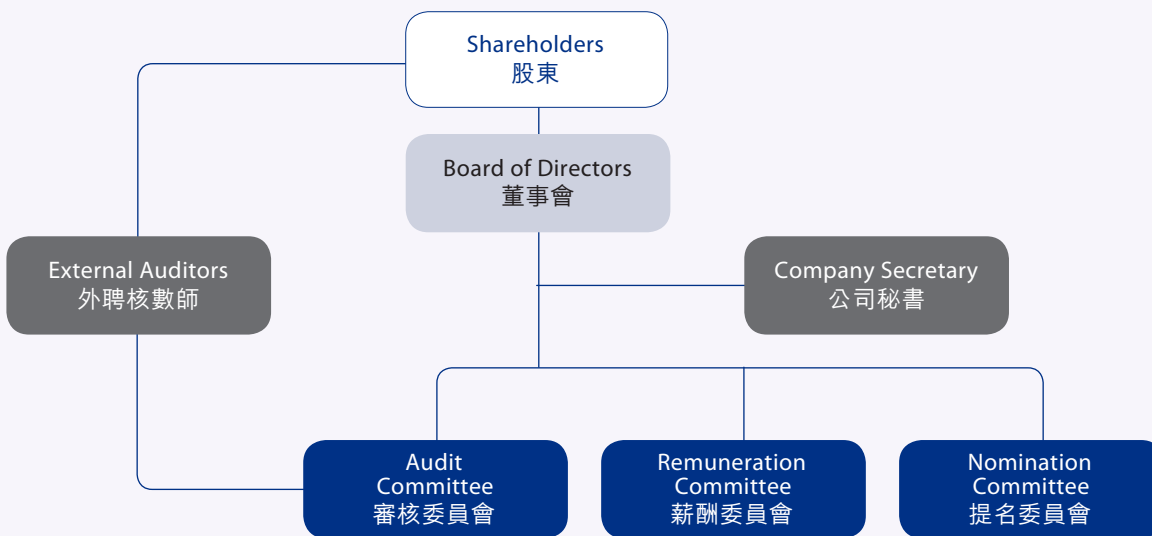 Shareholders
股東
Board of Directors
董事會
External Auditors
外聘核數師
Company Secretary
公司秘書
Audit
Committee
審核委員會
Remuneration
Committee
薪酬委員會
Nomination
Committee
提名委員會